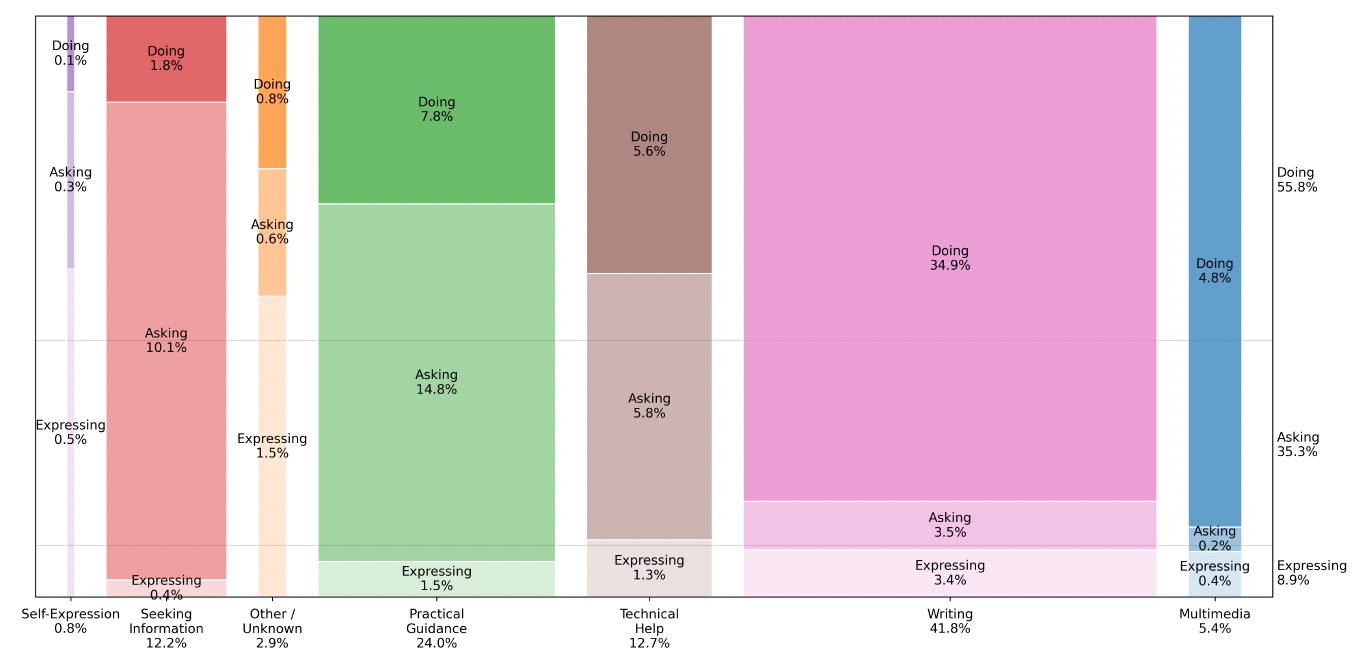 Doing
0.1%
Asking
0.3%
Expressing
0.5%
Doing
1.8%
Asking
10.1%
Expressing
0.4%
Doing
0.8%
Asking
0.6%
Expressing
1.5%
Doing
7.8%
Asking
14.8%
Expressing
1.5%
Doing
5.6%
Asking
5.8%
Expressing
1.3%
Doing
34.9%
Asking
3.5%
Expressing
3.4%
Doing
4.8%
Asking
0.2%
Expressing
0.4%
Doing
55.8%
Asking
35.3%
Expressing
8.9%
Self-Expression
0.8%
Seeking
Information
12.2%
Other /
Unknown
2.9%
Practical
Guidance
24.0%
Technical
Help
12.7%
Writing
41.8%
Multimedia
5.4%